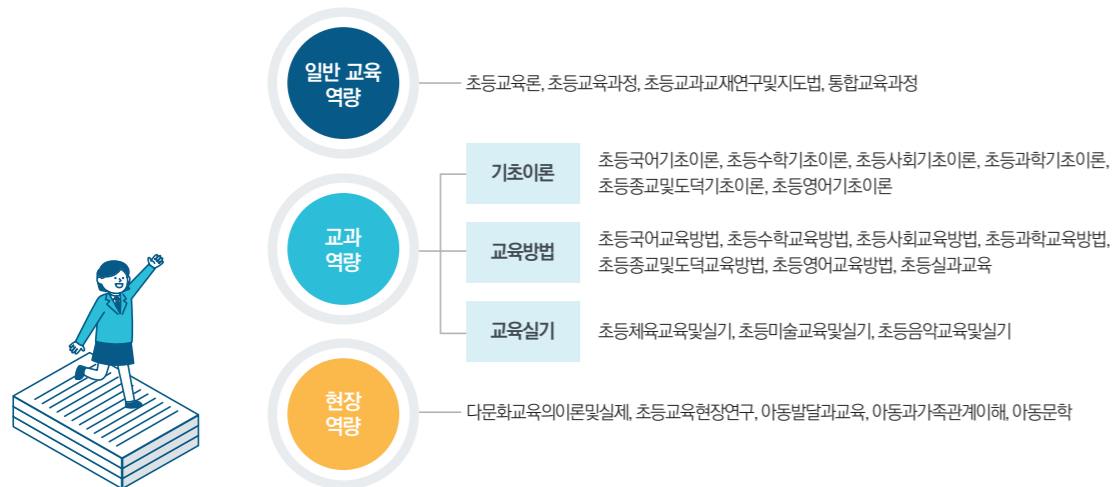 일반 교육
역량
초등교육론, 초등교육과정, 초등교과교재연구및지도법, 통합교육과정
교과
역량
기초이론
초등국어기초이론, 초등수학기초이론, 초등사회기초이론, 초등과학기초이론,
초등종교및도덕기초이론, 초등영어기초이론
교육방법
초등국어교육방법, 초등수학교육방법, 초등사회교육방법, 초등과학교육방법,
초등종교및도덕교육방법, 초등영어교육방법, 초등실과교육
교육실기
초등체육교육및실기, 초등미술교육및실기, 초등음악교육및실기
현장
역량
다문화교육의이론및실제, 초등교육현장연구, 아동발달과교육, 아동과가족관계이해, 아동문학